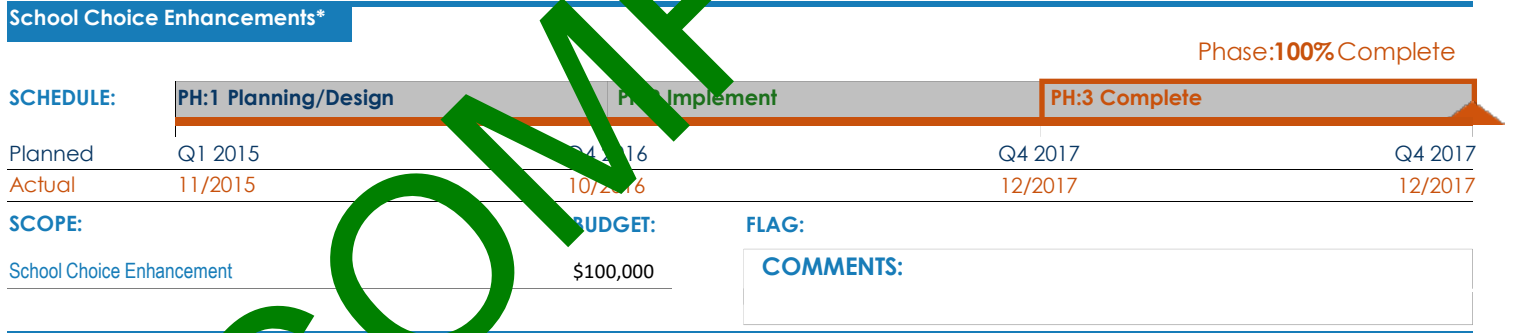 School Choice Enhancements*
Phase:100% Complete
SCHEDULE: PH:1 Planning/Design Implement PH:3 Complete
Planned Q1 2015 Q4 2017 Q4 2017
Actual 11/2015 12/2017 12/2017
SCOPE: BUDGET: FLAG:
School Choice Enhancement $100,000 COMMENTS: